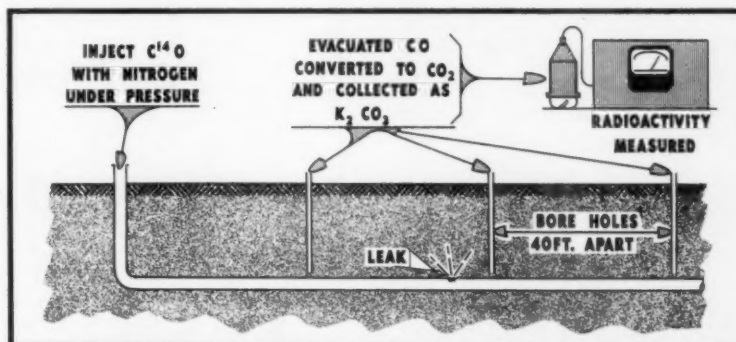 INJECT C¹⁴O
WITH NITROGEN
UNDER PRESSURE
EVACUATED CO
CONVERTED TO CO₂
AND COLLECTED AS
K₂ CO₃
RADIOACTIVITY
MEASURED
BORE HOLES
40FT. APART
LEAK